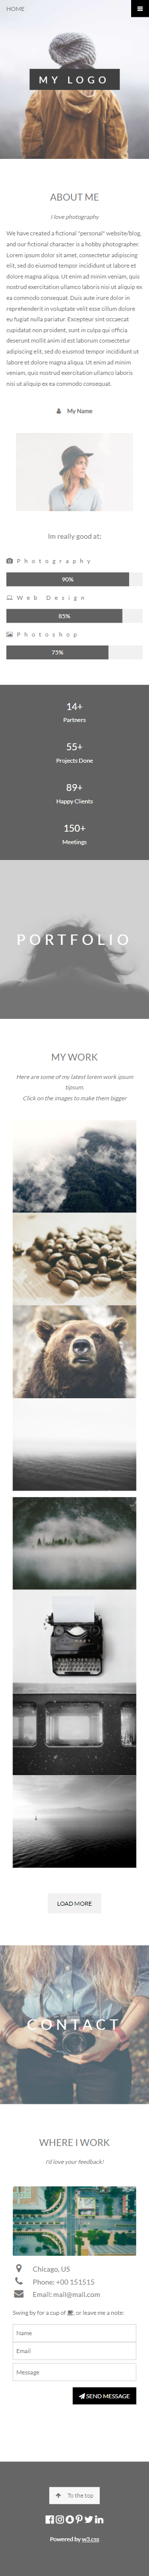 HOME
MY LOGO
ABOUT ME
I love photography
We have created a fictional "personal" website/blog,
and our fictional character is a hobby photographer.
Lorem ipsum dolor sit amet, consectetur adipiscing
elit, sed do eiusmod tempor incididunt ut labore et
dolore magna aliqua. Ut enim ad minim veniam, quis
nostrud exercitation ullamco laboris nisi ut aliquip ex
ea commodo consequat. Duis aute irure dolor in
reprehenderit in voluptate velit esse cillum dolore
eu fugiat nulla pariatur. Excepteur sint occaecat
cupidatat non proident, sunt in culpa qui officia
deserunt mollit anim id est laborum consectetur
adipiscing elit, sed do eiusmod tempor incididunt ut
labore et dolore magna aliqua. Ut enim ad minim
veniam, quis nostrud exercitation ullamco laboris
nisi ut aliquip ex ea commodo consequat.
My Name
Im really good at:
Photography
90%
Web Design
85%
Photoshop
75%
14+
Partners
55+
Projects Done
89+
Happy Clients
150+
Meetings
PORTFOLIO
MY WORK
Here are some of my latest lorem work ipsum
tipsum.
Click on the images to make them bigger
LOAD MORE
CONTACT
WHERE I WORK
I'd love your feedback!
Chicago, US
Phone: +00 151515
Email: mail@mail.com
Swing by for a cup of , or leave me a note:
Name
Email
Message
SEND MESSAGE
To the top
Powered by w3.css